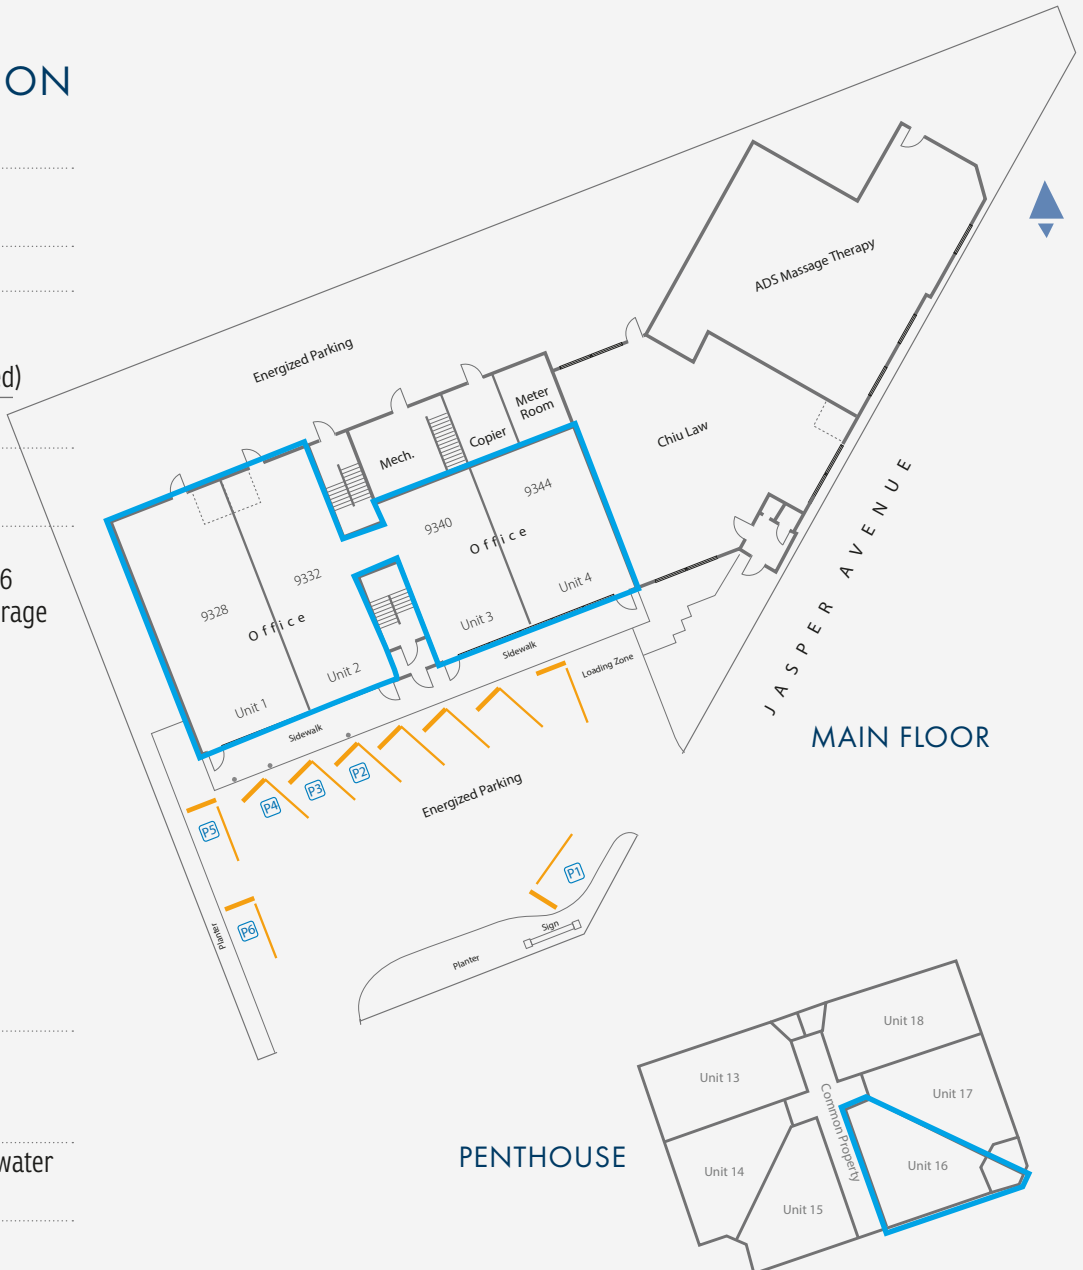 ON
ed)
6
rage
water
ADS Massage Therapy
Energized Parking
Meter
Room
Copier
Mech.
Chiu Law
9344
9340
Office
Unit 4
Unit 3
9332
9328
Office
Unit 2
Unit 1
Sidewalk
Sidewalk
Loading Zone
JASPER AVENUE
MAIN FLOOR
Energized Parking
P2
P3
P4
P5
P1
P6
Planter
Sign
Planter
PENTHOUSE
Unit 18
Unit 13
Unit 17
Common Property
Unit 16
Unit 14
Unit 15